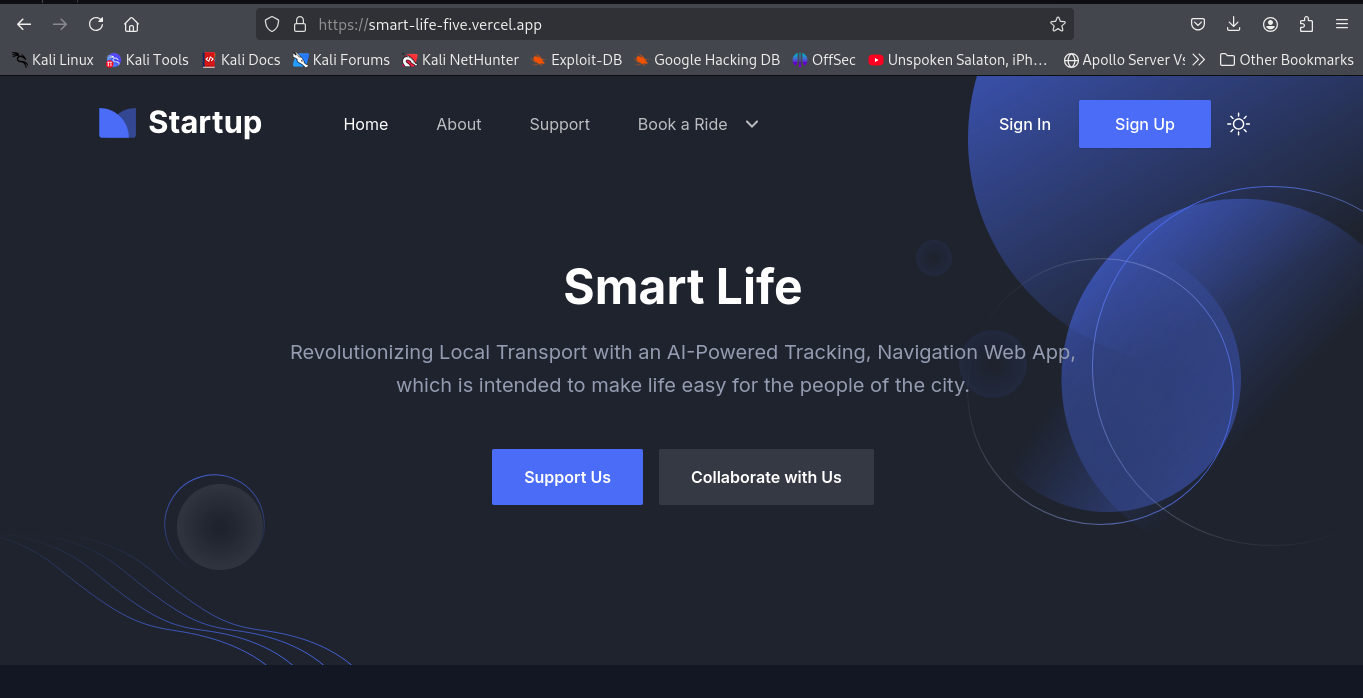 https://smart-life-five.vercel.app
Kali Linux Kali Tools Kali Docs Kali Forums Kali NetHunter Exploit-DB Google Hacking DB OffSec Unspoken Salaton, iPh… Apollo Server Vs Other Bookmarks
Startup Home About Support Book a Ride Sign In Sign Up
Smart Life
Revolutionizing Local Transport with an AI-Powered Tracking, Navigation Web App,
which is intended to make life easy for the people of the city.
Support Us Collaborate with Us